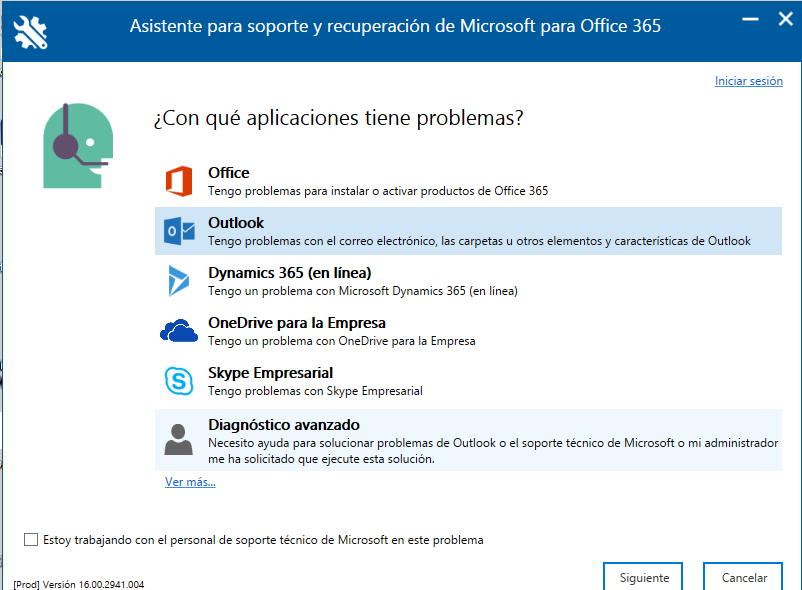 Asistente para soporte y recuperación de Microsoft para Office 365
Iniciar sesión
¿Con qué aplicaciones tiene problemas?
Office
Tengo problemas para instalar o activar productos de Office 365
Outlook
Tengo problemas con el correo electrónico, las carpetas u otros elementos y características de Outlook
Dynamics 365 (en línea)
Tengo un problema con Microsoft Dynamics 365 (en línea)
OneDrive para la Empresa
Tengo un problema con OneDrive para la Empresa
Skype Empresarial
Tengo problemas con Skype Empresarial
Diagnóstico avanzado
Necesito ayuda para solucionar problemas de Outlook o el soporte técnico de Microsoft o mi administrador
me ha solicitado que ejecute esta solución.
Ver más...
Estoy trabajando con el personal de soporte técnico de Microsoft en este problema
Siguiente
Cancelar
[Prod] Versión 16.00.2941.004